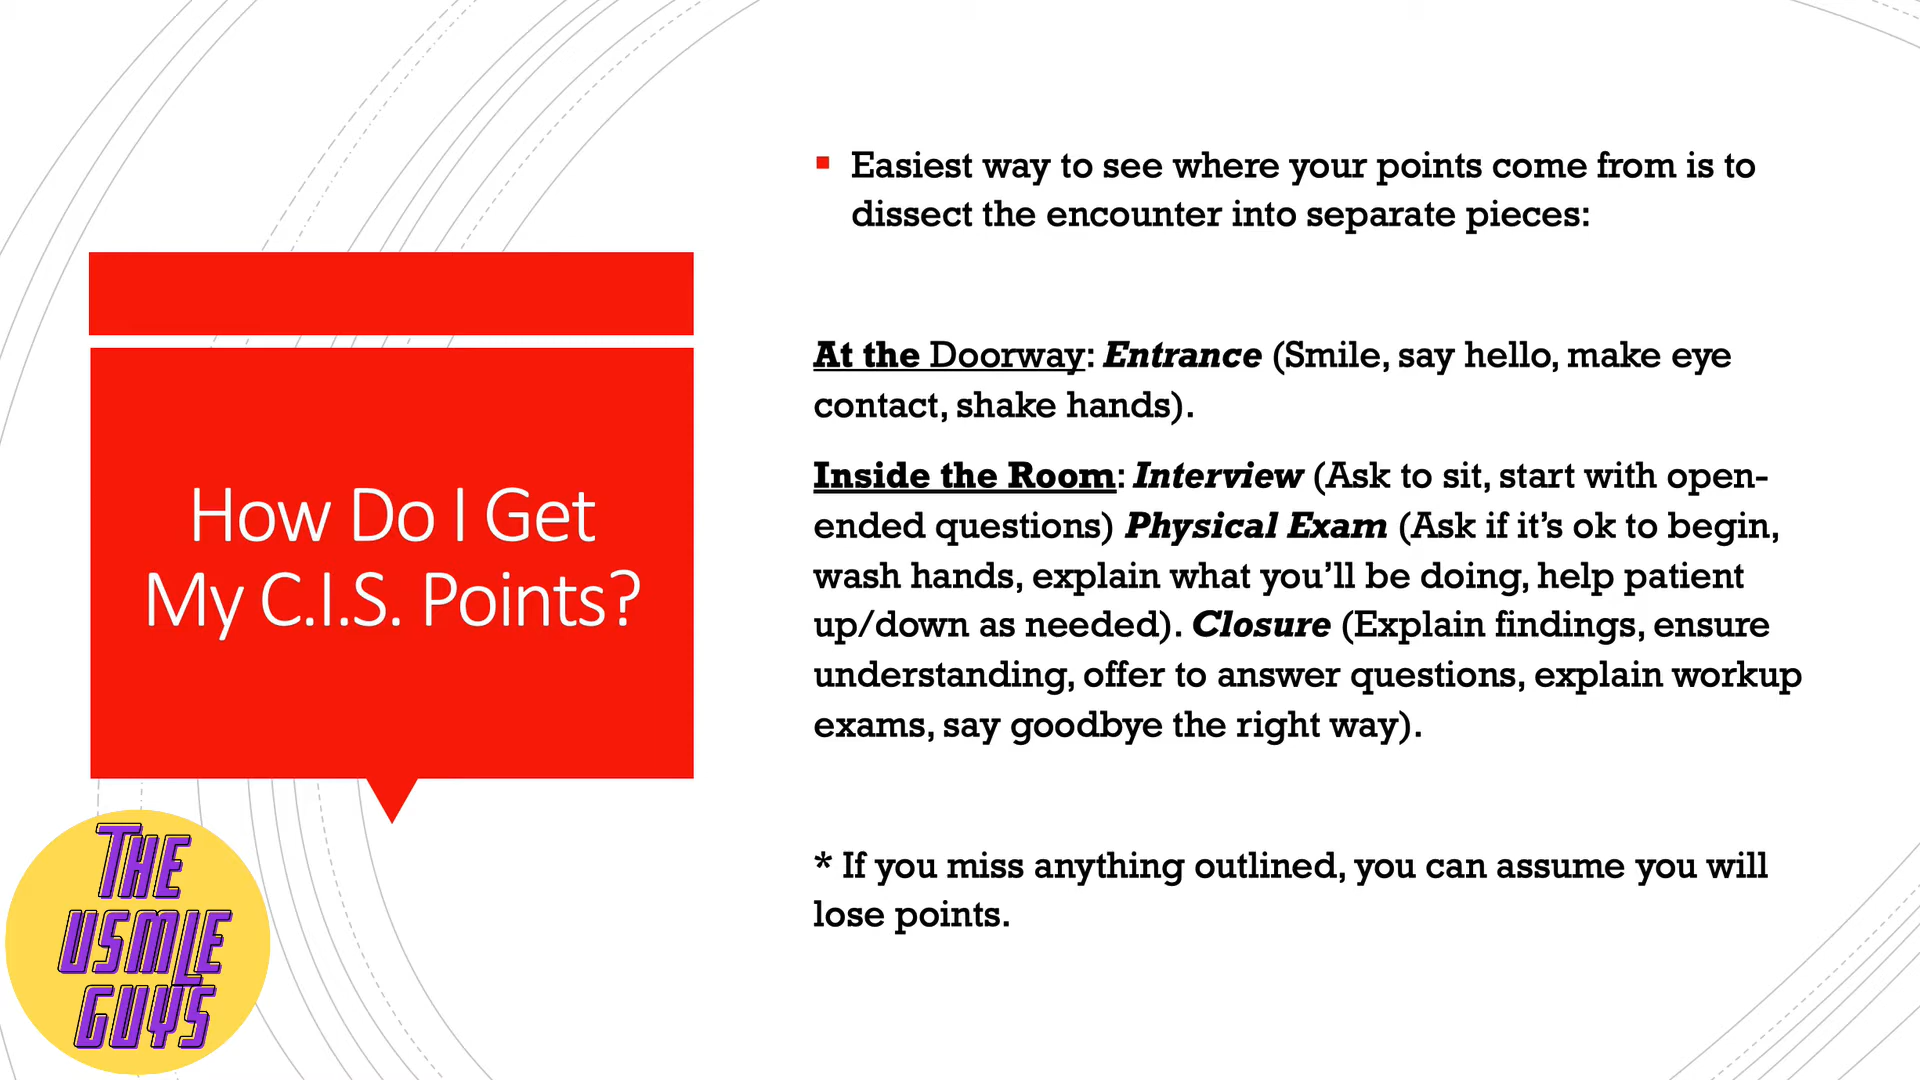 How Do I Get
My C.I.S. Points?
▪ Easiest way to see where your points come from is to
dissect the encounter into separate pieces:
At the Doorway: Entrance (Smile, say hello, make eye
contact, shake hands).
Inside the Room: Interview (Ask to sit, start with open-
ended questions) Physical Exam (Ask if it’s ok to begin,
wash hands, explain what you’ll be doing, help patient
up/down as needed). Closure (Explain findings, ensure
understanding, offer to answer questions, explain workup
exams, say goodbye the right way).
* If you miss anything outlined, you can assume you will
lose points.
THE
USMLE
GUYS